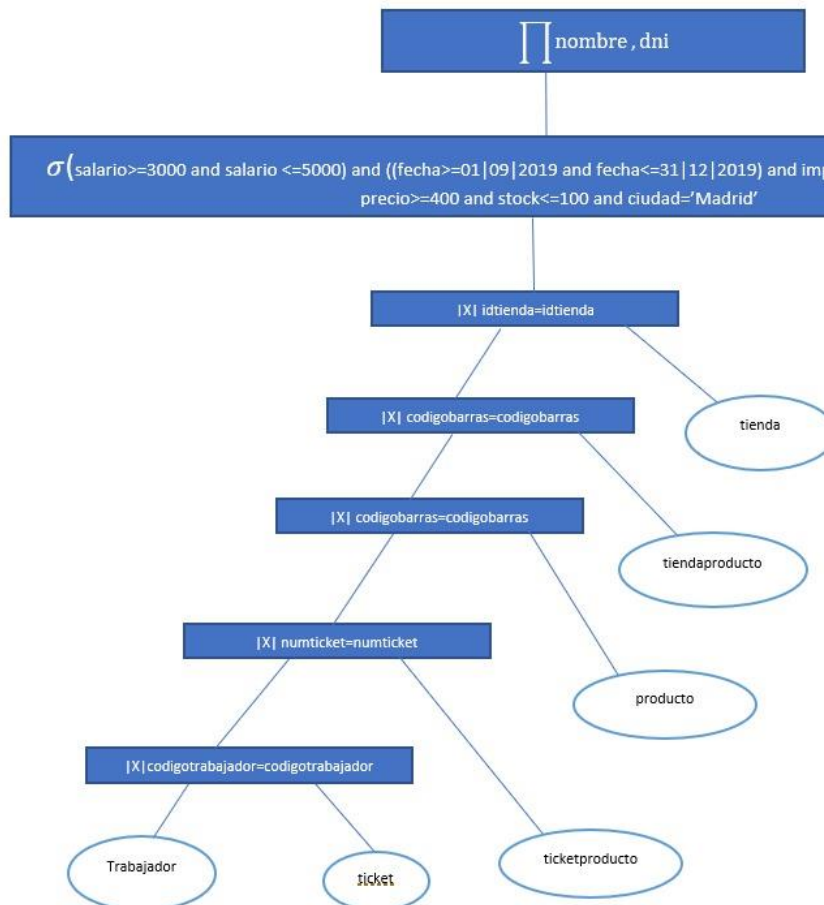 ∏ nombre , dni
σ(salario>=3000 and salario <=5000) and ((fecha>=01|09|2019 and fecha<=31|12|2019) and
precio>=400 and stock<=100 and ciudad=’Madrid’
|X| idtienda=idtienda
|X| codigobarras=codigobarras
tienda
|X| codigobarras=codigobarras
tiendaproducto
|X| numticket=numticket
producto
|X|codigotrabajador=codigotrabajador
Trabajador
ticket
ticketproducto